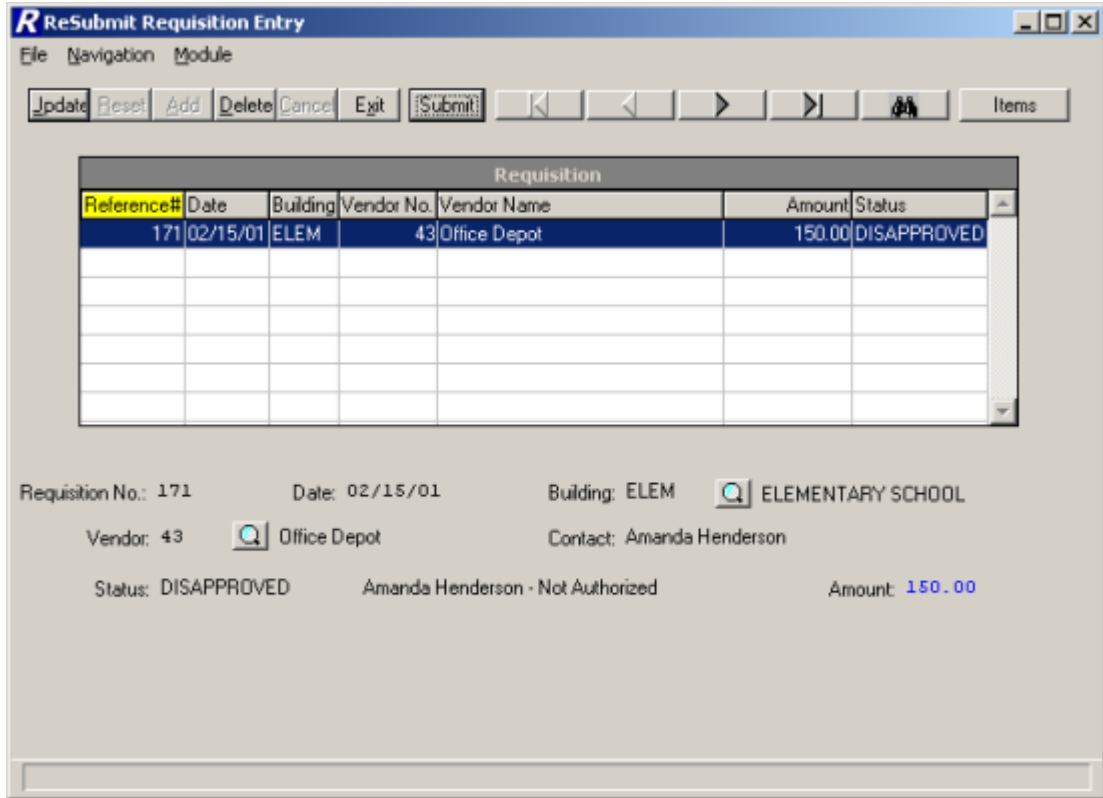 R ReSubmit Requisition Entry
File Navigation Module
Update Reset Add Delete Cancel Exit Submit Items
Requisition
Reference# Date Building Vendor No. Vendor Name Amount Status
171 02/15/01 ELEM 43 Office Depot 150.00 DISAPPROVED
Requisition No.: 171 Date: 02/15/01 Building: ELEM ELEMENTARY SCHOOL
Vendor: 43 Office Depot Contact: Amanda Henderson
Status: DISAPPROVED Amanda Henderson - Not Authorized Amount: 150.00